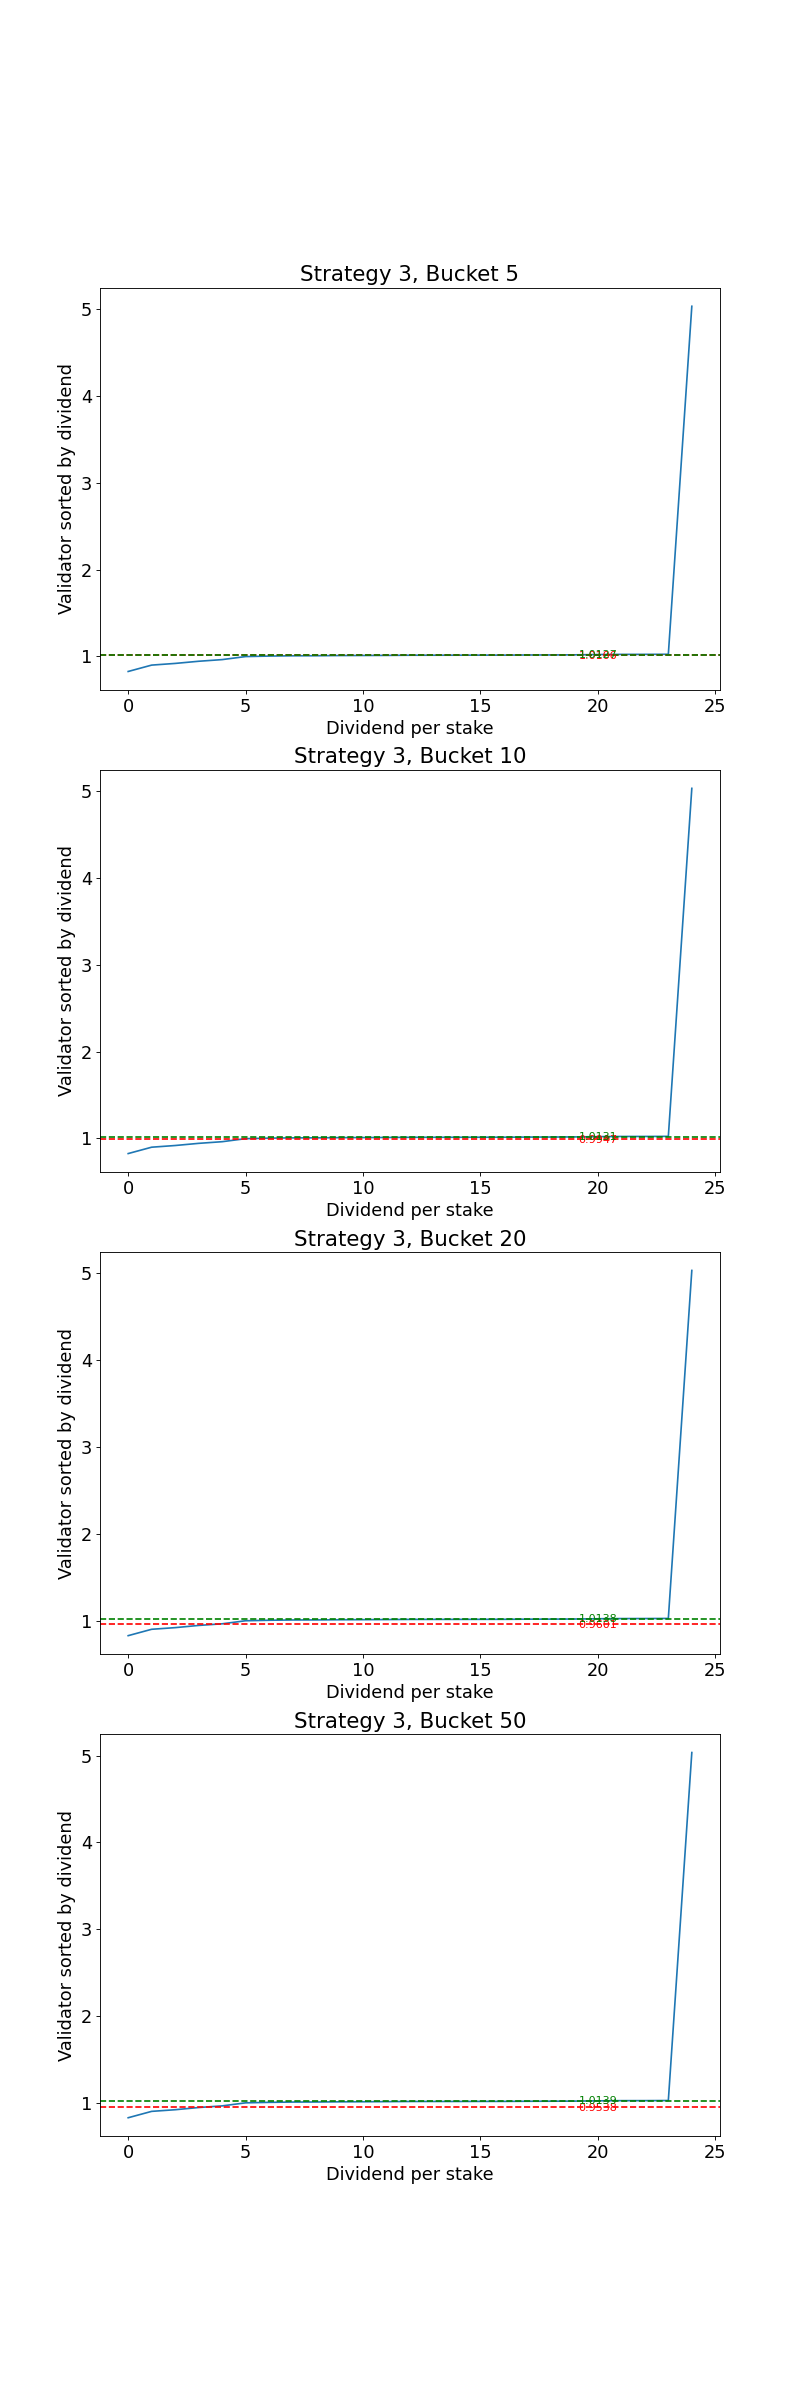 Strategy 3, Bucket 5
5
4
3
2
1
0 5 10 15 20 25
Validator sorted by dividend
Dividend per stake
Strategy 3, Bucket 10
5
4
3
2
1
1.0131
0.9947
0 5 10 15 20 25
Validator sorted by dividend
Dividend per stake
Strategy 3, Bucket 20
5
4
3
2
1
1.0138
0 5 10 15 20 25
Validator sorted by dividend
Dividend per stake
Strategy 3, Bucket 50
5
4
3
2
1
1.0139
0.9538
0 5 10 15 20 25
Validator sorted by dividend
Dividend per stake